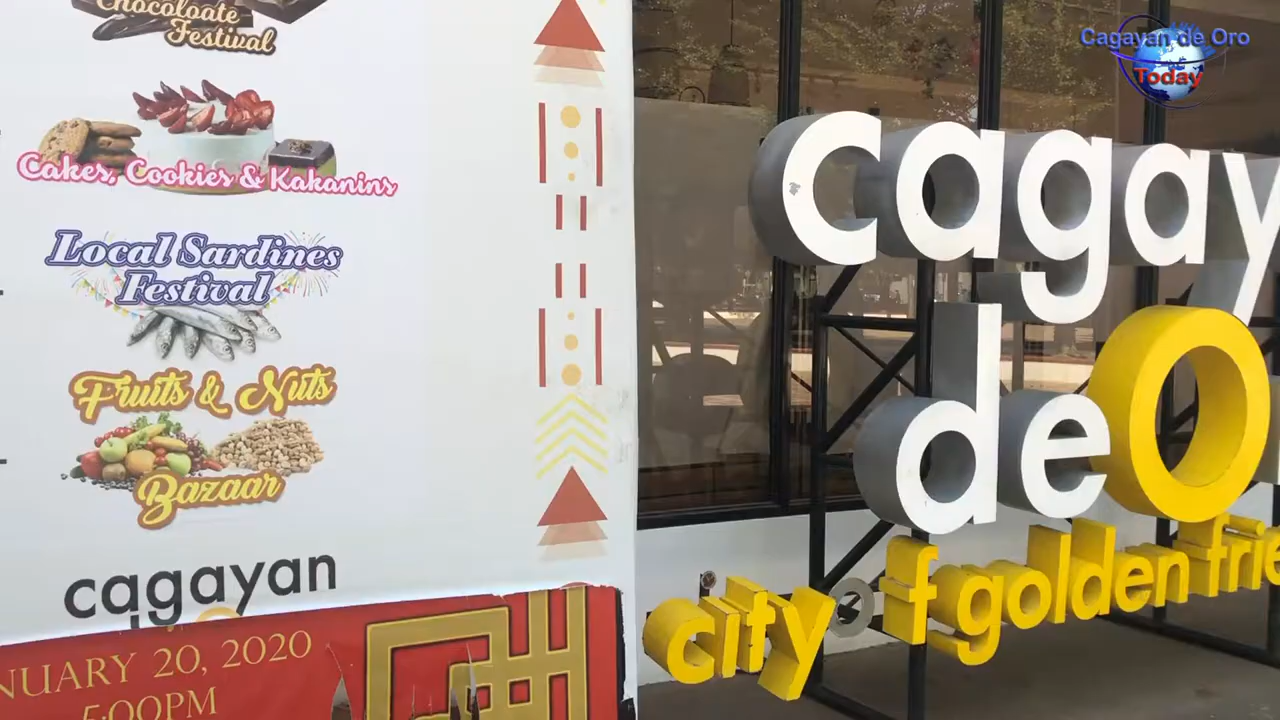 Chocoloate
Festival
Cakes, Cookies & Kakanins
Local Sardines
Festival
Fruits & Nuts
Bazaar
cagayan
NUARY 20, 2020
5:00PM
cagay
de O
city of golden frie
Cagayan de Oro
Today